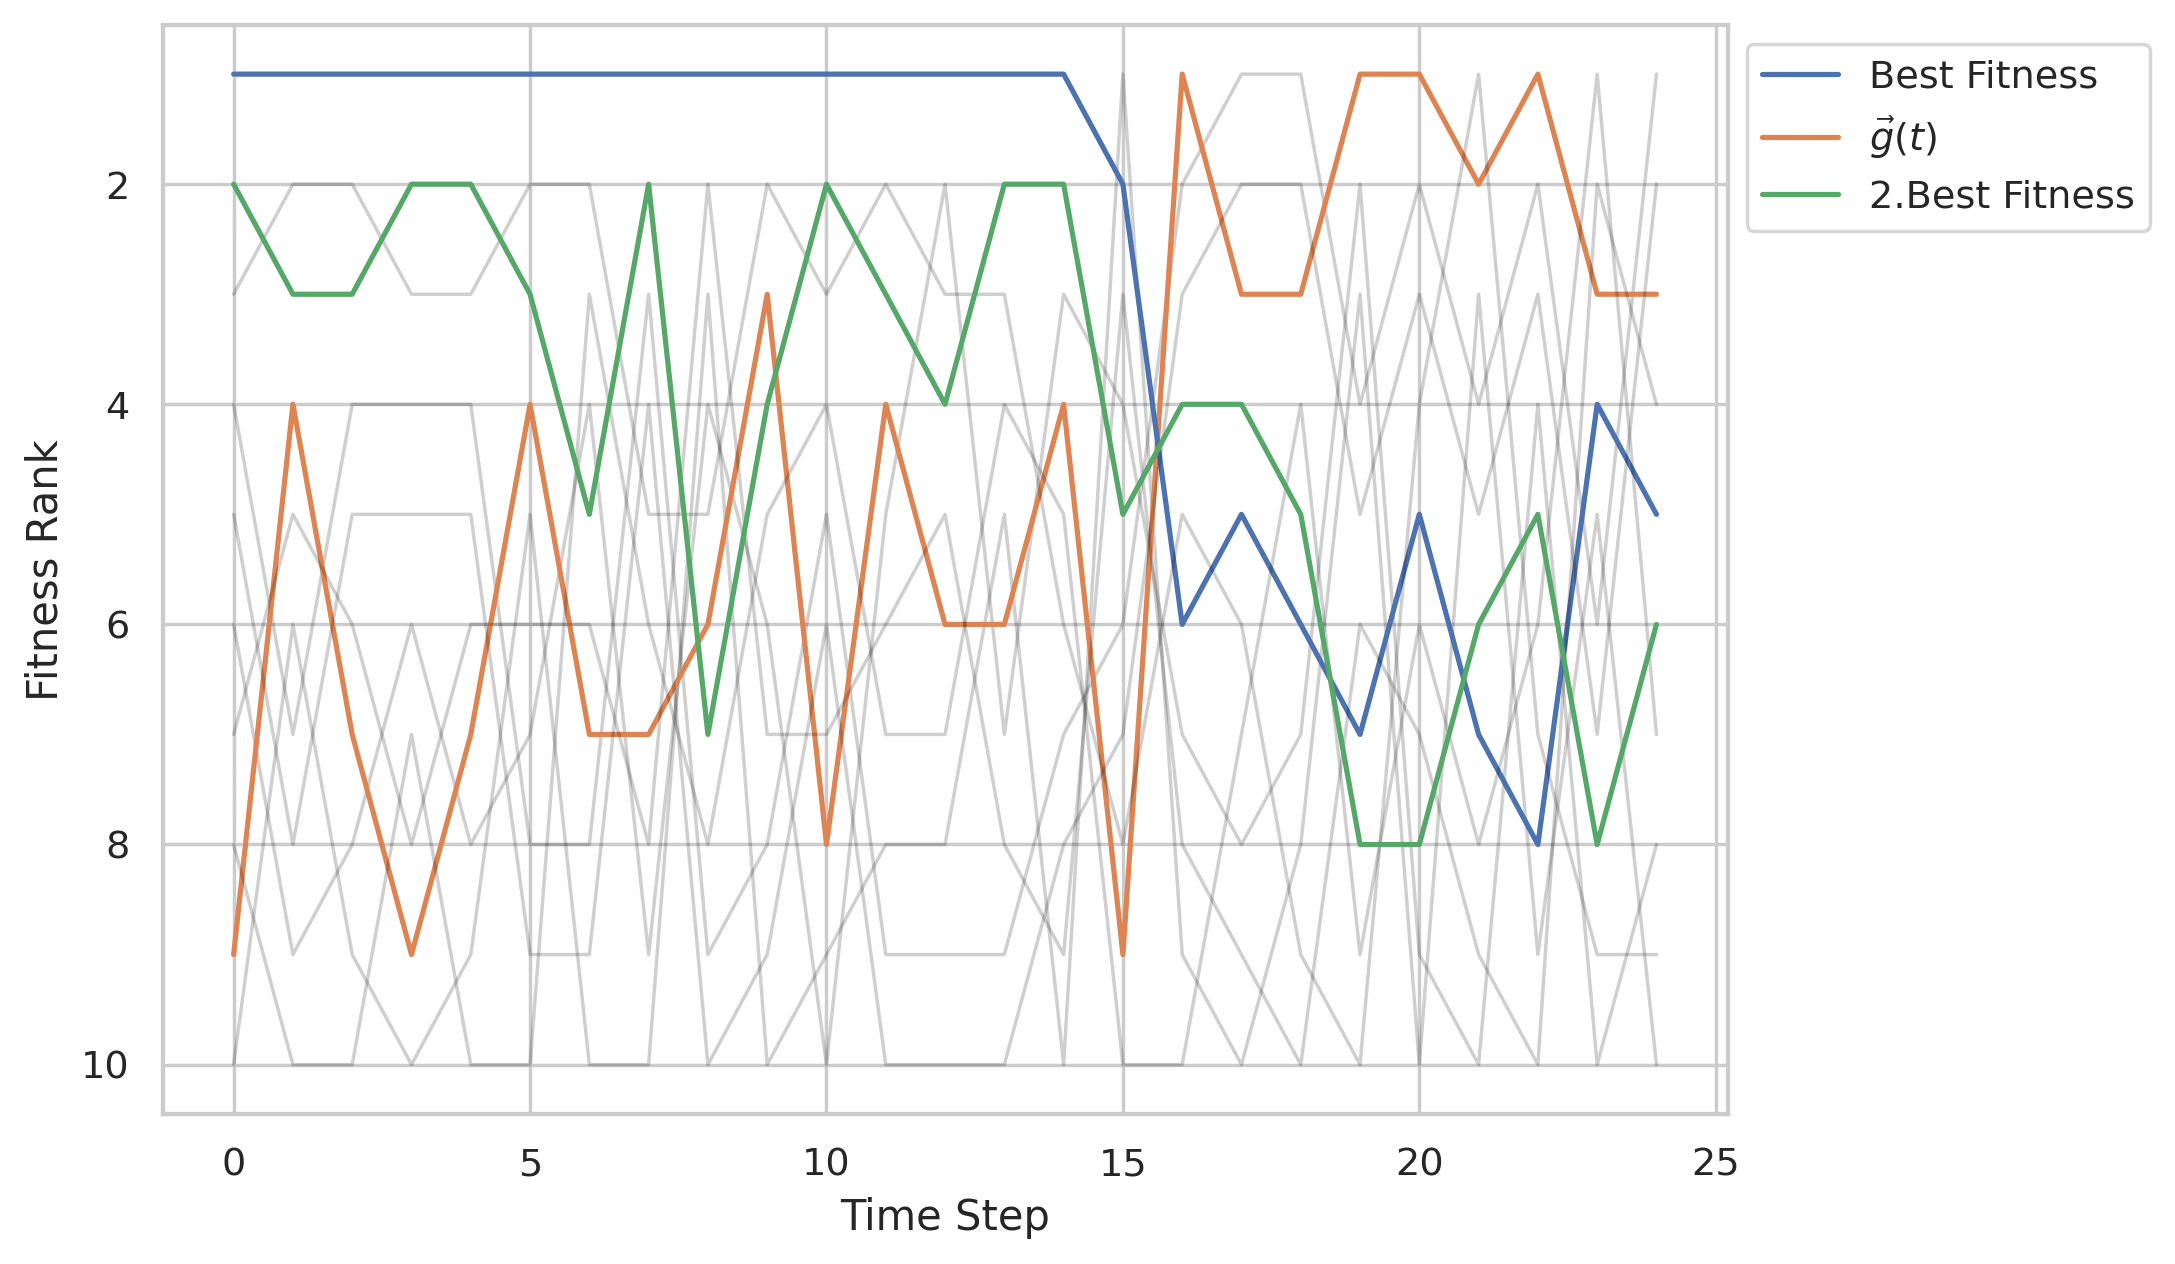 Best Fitness
g⃗(t)
2.Best Fitness
2
4
6
8
10
Fitness Rank
0 5 10 15 20 25
Time Step